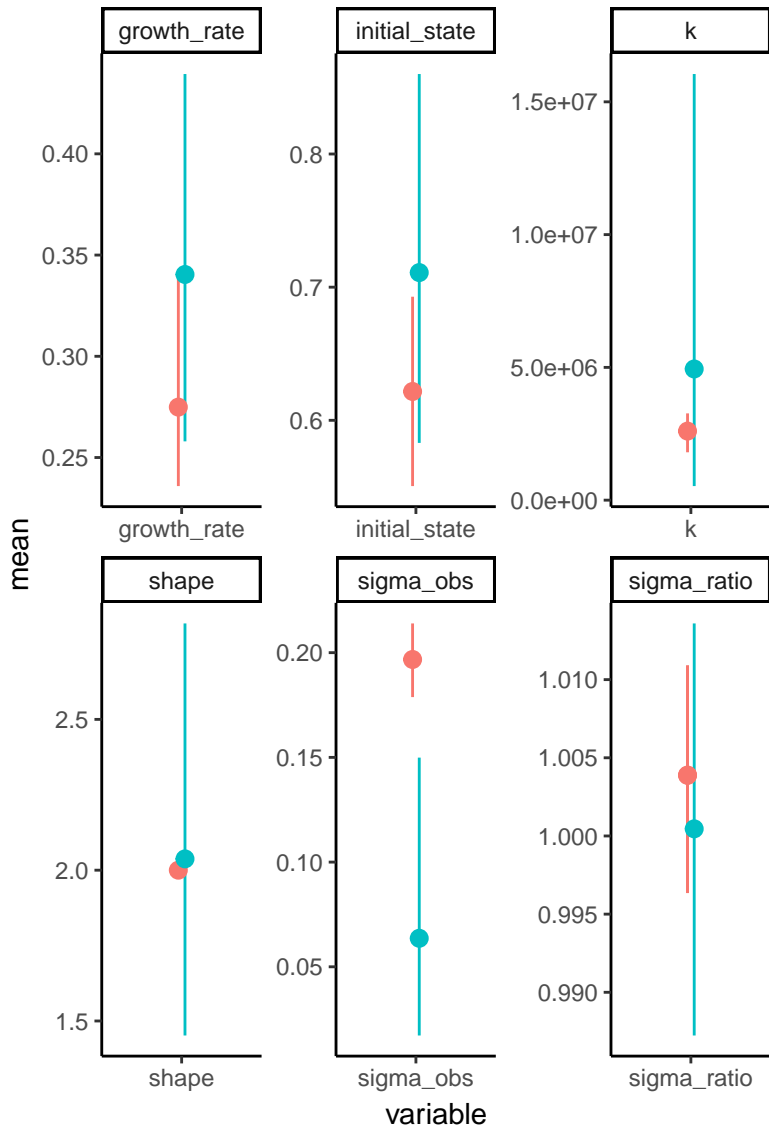 growth_rate
initial_state
k
0.40
0.35
0.30
0.25
0.8
0.7
0.6
1.5e+07
1.0e+07
5.0e+06
0.0e+00
growth_rate
initial_state
k
mean
shape
sigma_obs
sigma_ratio
2.5
2.0
1.5
0.20
0.15
0.10
0.05
1.010
1.005
1.000
0.995
0.990
shape
sigma_obs
sigma_ratio
variable